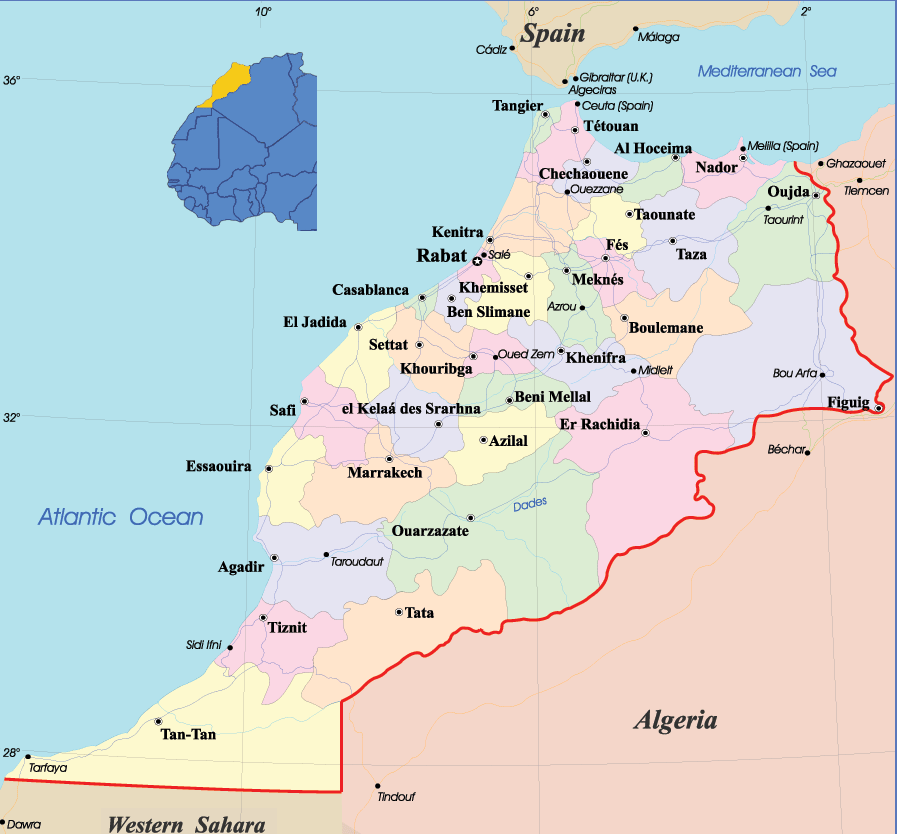 10°
6°
2°
Spain
Málaga
Cádiz
Mediterranean Sea
36°
Gibraltar (U.K.)
Algeciras
Tangier
Ceuta (Spain)
Tétouan
Al Hoceima
Melilla (Spain)
Nador
Ghazaouet
Chechaouene
Ouezzane
Oujda
Tlemcen
Taounate
Taourirt
Kenitra
Fés
Rabat
Salé
Taza
Khemisset
Meknés
Casablanca
Ben Slimane
Azrou
El Jadida
Boulemane
Settat
Oued Zem
Khenifra
Khouribga
Midlelt
Bou Arfa
Beni Mellal
Figuig
Safi
el Kelaá des Srarhna
32°
Er Rachidia
Azilal
Béchar
Essaouira
Marrakech
Dades
Atlantic Ocean
Ouarzazate
Agadir
Taroudaut
Tata
Tiznit
Sidi Ifni
Algeria
Tan-Tan
28°
Tarfaya
Tindouf
Dawra
Western Sahara